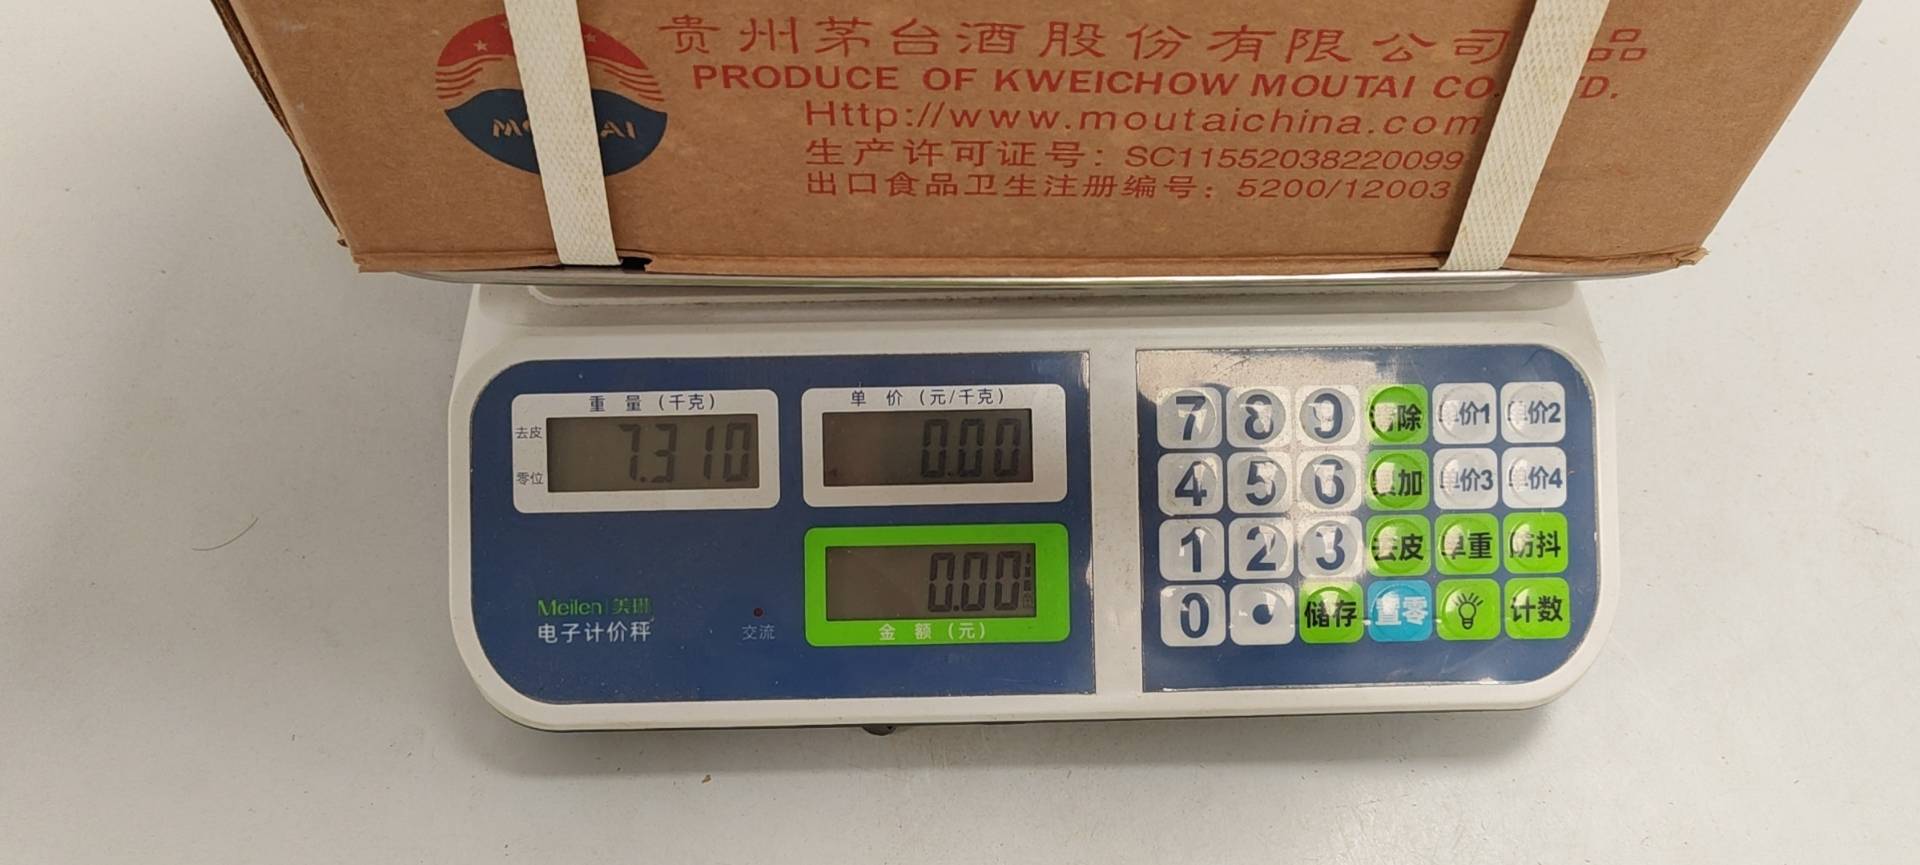 贵州茅台酒股份有限公司 品
PRODUCE OF KWEICHOW MOUTAI CO. D.
Http://www.moutaichina.com
生产许可证号: SC11552038220099
出口食品卫生注册编号: 5200/12003
重 量 (千克)
去皮
零位
7.310
单 价 (元/千克)
0.00
0.00
金 额 (元)
Meilen 美琳
电子计价秤
交流
7 8 9 清除 单价1 单价2
4 5 6 累加 单价3 单价4
1 2 3 去皮 单重 防抖
0 . 储存 置零 计数